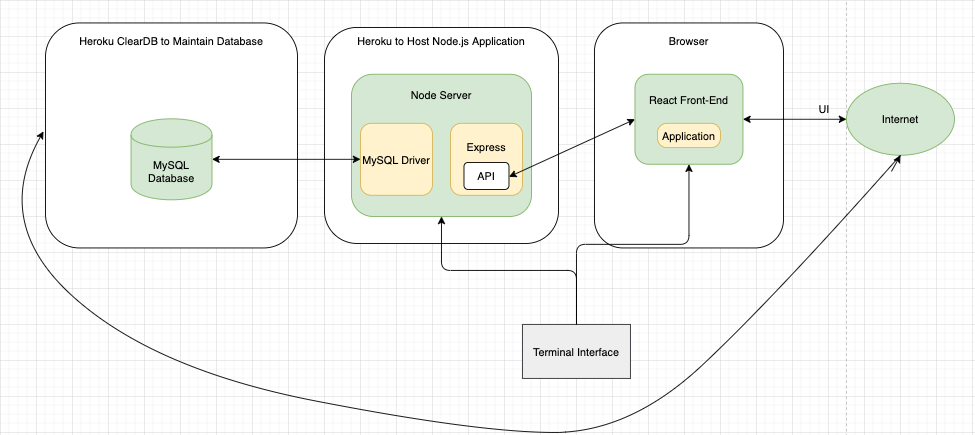 Heroku ClearDB to Maintain Database
MySQL
Database
Heroku to Host Node.js Application
Node Server
MySQL Driver
Express
API
Browser
React Front-End
Application
UI
Internet
Terminal Interface